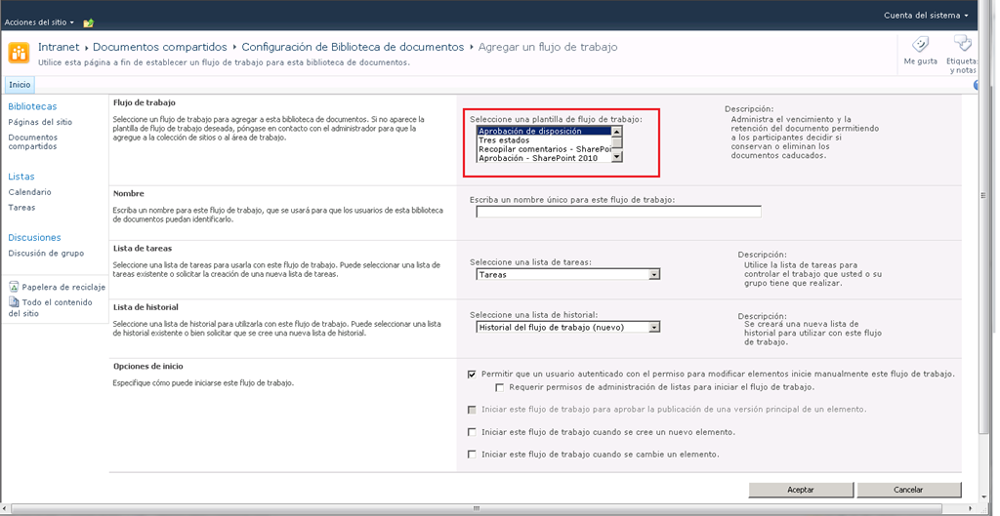 Acciones del sitio
Cuenta del sistema
Intranet ▸ Documentos compartidos ▸ Configuración de Biblioteca de documentos ▸ Agregar un flujo de trabajo
Utilice esta página a fin de establecer un flujo de trabajo para esta biblioteca de documentos.
Me gusta
Etiquetas
y notas
Inicio
Bibliotecas
Páginas del sitio
Documentos
compartidos
Listas
Calendario
Tareas
Discusiones
Discusión de grupo
Papelera de reciclaje
Todo el contenido
del sitio
Flujo de trabajo
Seleccione un flujo de trabajo para agregar a esta biblioteca de documentos. Si no aparece la
plantilla de flujo de trabajo deseada, póngase en contacto con el administrador para que la
agregue a la colección de sitios o al área de trabajo.
Seleccione una plantilla de flujo de trabajo:
Aprobación de disposición
Tres estados
Recopilar comentarios - SharePoi
Aprobación - SharePoint 2010
Descripción:
Administra el vencimiento y la
retención del documento permitiendo
a los participantes decidir si
conservan o eliminan los
documentos caducados.
Nombre
Escriba un nombre para este flujo de trabajo, que se usará para que los usuarios de esta biblioteca
de documentos puedan identificarlo.
Escriba un nombre único para este flujo de trabajo:
Lista de tareas
Seleccione una lista de tareas para usarla con este flujo de trabajo. Puede seleccionar una lista de
tareas existente o solicitar la creación de una nueva lista de tareas.
Seleccione una lista de tareas:
Tareas
Descripción:
Utilice la lista de tareas para
controlar el trabajo que usted o su
grupo tiene que realizar.
Lista de historial
Seleccione una lista de historial para utilizarla con este flujo de trabajo. Puede seleccionar una lista
de historial existente o bien solicitar que se cree una nueva lista de historial.
Seleccione una lista de historial:
Historial del flujo de trabajo (nuevo)
Descripción:
Se creará una nueva lista de
historial para utilizar con este flujo
de trabajo.
Opciones de inicio
Especifique cómo puede iniciarse este flujo de trabajo.
Permitir que un usuario autenticado con el permiso para modificar elementos inicie manualmente este flujo de trabajo.
Requerir permisos de administración de listas para iniciar el flujo de trabajo.
Iniciar este flujo de trabajo para aprobar la publicación de una versión principal de un elemento.
Iniciar este flujo de trabajo cuando se cree un nuevo elemento.
Iniciar este flujo de trabajo cuando se cambie un elemento.
Aceptar
Cancelar